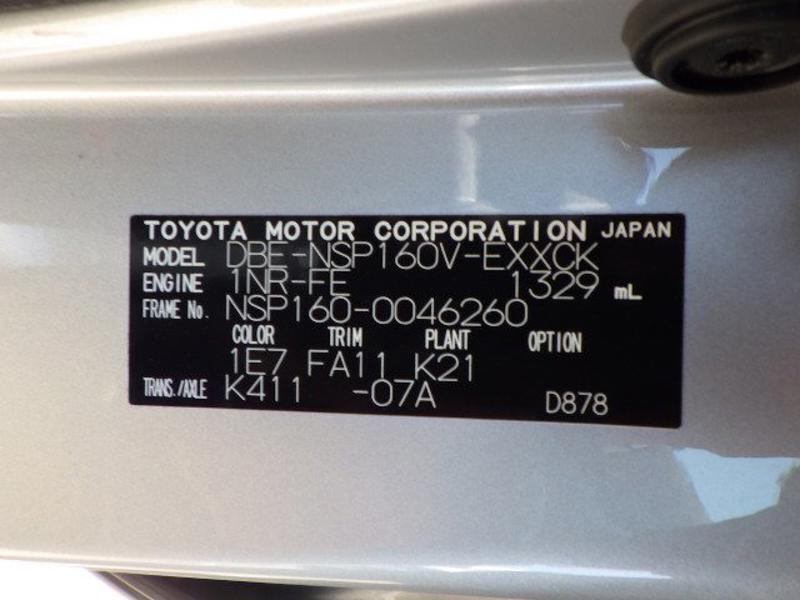 TOYOTA MOTOR CORPORATION JAPAN
MODEL DBE-NSP160V-EXXCK
ENGINE 1NR-FE 1329 mL
FRAME No. NSP160-0046260
COLOR TRIM PLANT OPTION
1E7 FA11 K21
TRANS./AXLE K411 -07A D878